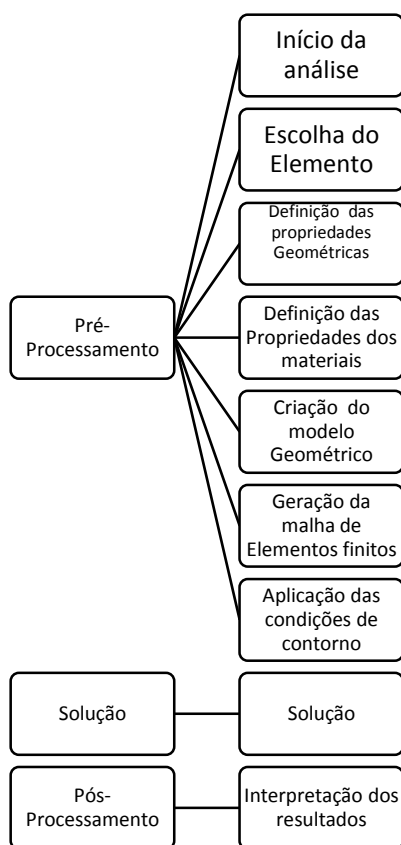 Início da
análise
Escolha do
Elemento
Definição das
propriedades
Geométricas
Pré-
Processamento
Definição das
Propriedades dos
materiais
Criação do
modelo
Geométrico
Geração da
malha de
Elementos finitos
Aplicação das
condições de
contorno
Solução
Solução
Pós-
Processamento
Interpretação dos
resultados